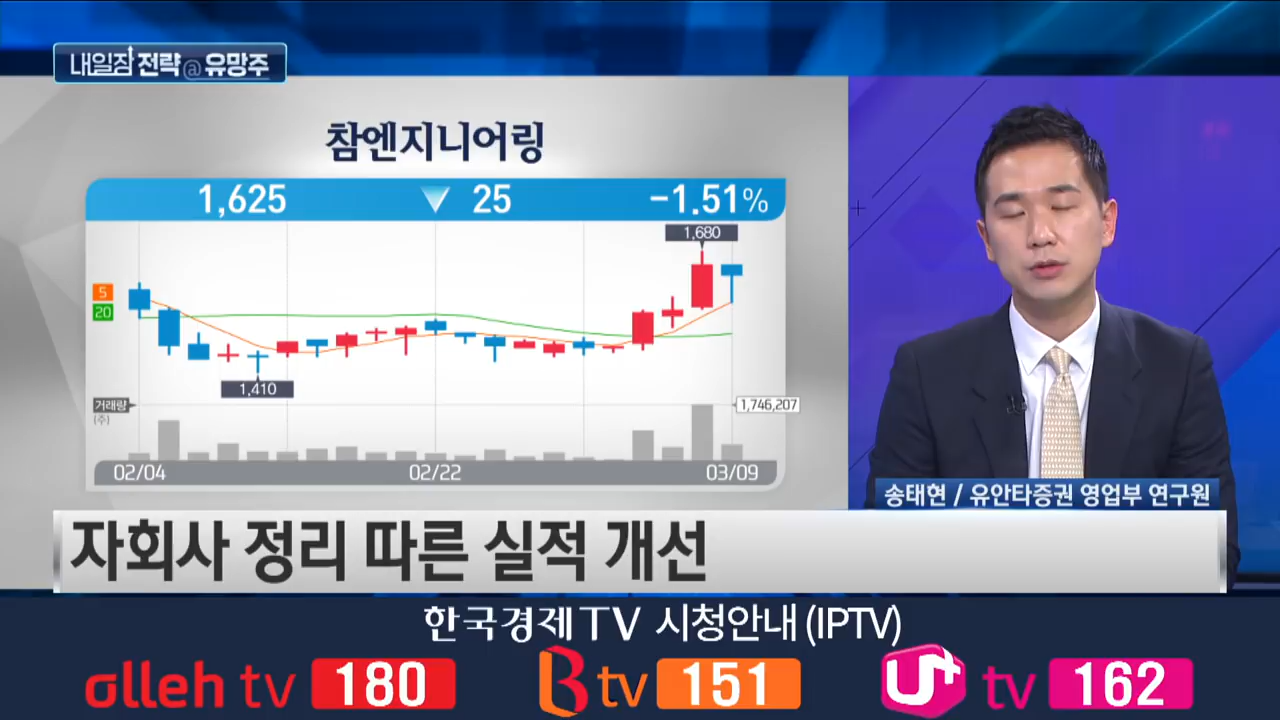 내일장 전략@유망주
참엔지니어링
1,625 ▼ 25 -1.51%
1,680
5
20
1,410
거래량
(주)
1,746,207
02/04 02/22 03/09
송태현 / 유안타증권 영업부 연구원
자회사 정리 따른 실적 개선
한국경제TV 시청안내 (IPTV)
olleh tv 180 B tv 151 U+ tv 162